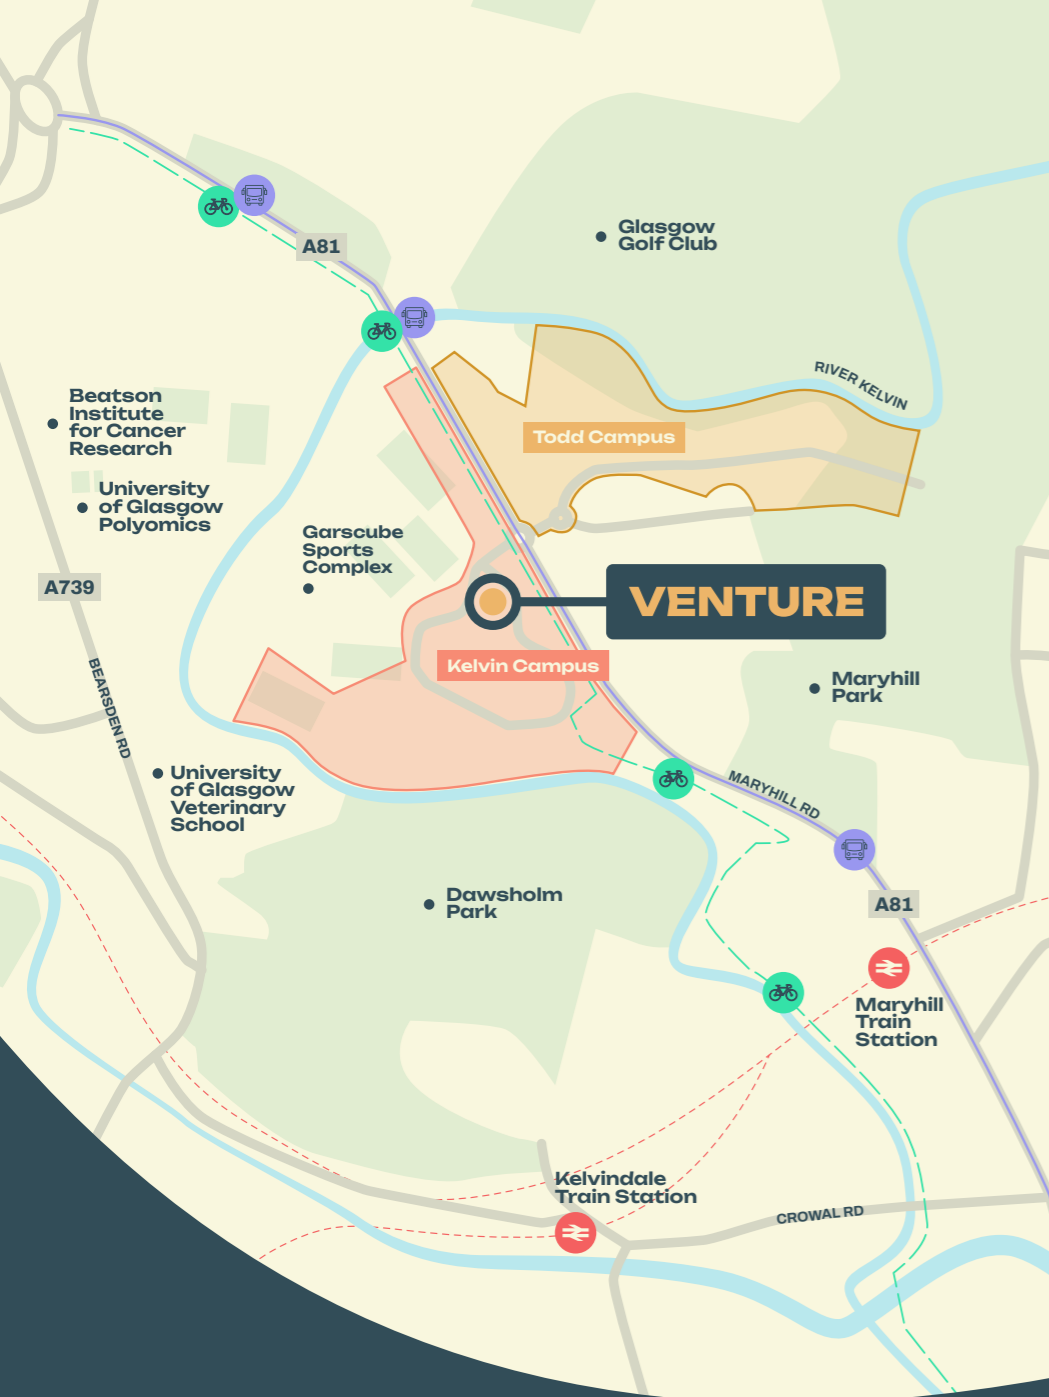 A81
Glasgow
Golf Club
RIVER KELVIN
Beatson
Institute
for Cancer
Research
Todd Campus
University
of Glasgow
Polyomics
Garscube
Sports
Complex
A739
VENTURE
Kelvin Campus
BEARSDEN RD
Maryhill
Park
University
of Glasgow
Veterinary
School
MARYHILL RD
Dawsholm
Park
A81
Maryhill
Train
Station
Kelvindale
Train Station
CROWAL RD